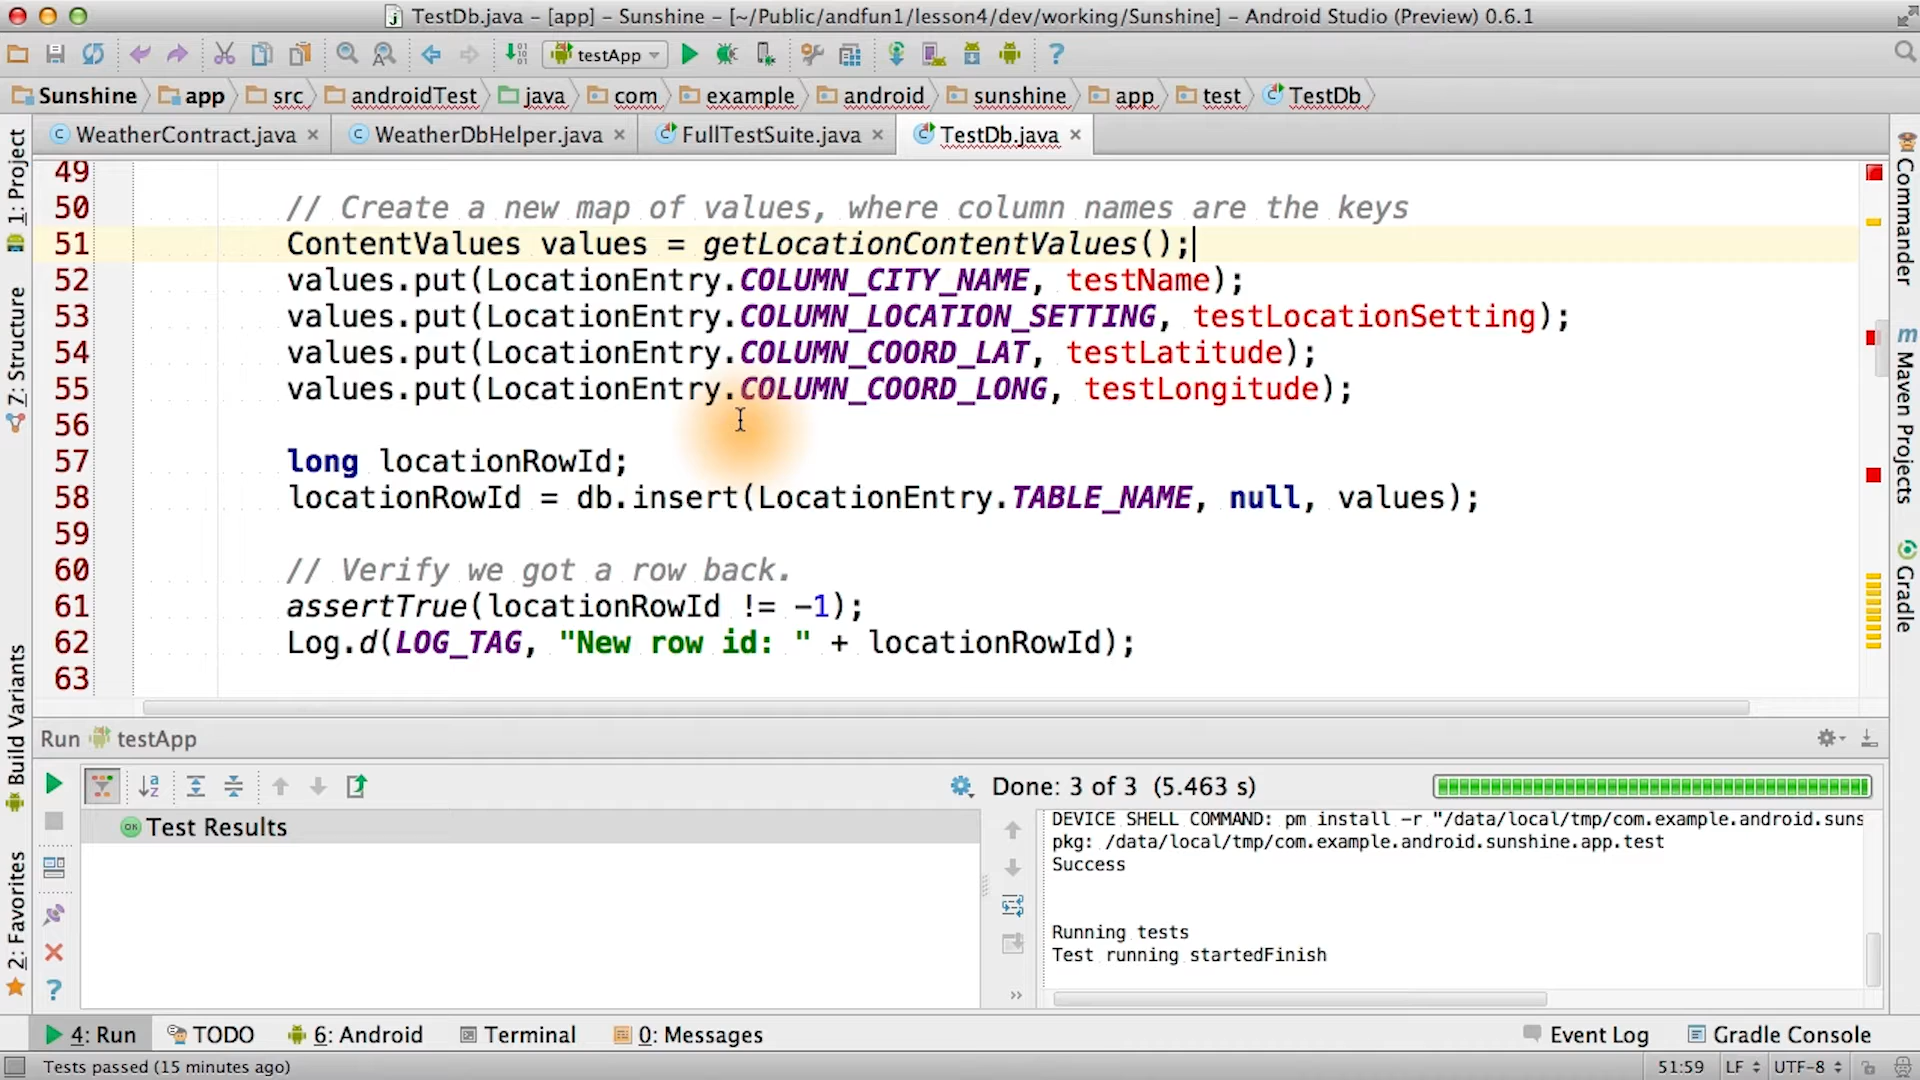 TestDb.java – [app] – Sunshine – [~/Public/andfun1/lesson4/dev/working/Sunshine] – Android Studio (Preview) 0.6.1
testApp
Sunshine app src androidTest java com example android sunshine app test TestDb
WeatherContract.java WeatherDbHelper.java FullTestSuite.java TestDb.java
1: Project
7: Structure
Build Variants
2: Favorites
Commander
Maven Projects
Gradle
49
50 // Create a new map of values, where column names are the keys
51 ContentValues values = getLocationContentValues();
52 values.put(LocationEntry.COLUMN_CITY_NAME, testName);
53 values.put(LocationEntry.COLUMN_LOCATION_SETTING, testLocationSetting);
54 values.put(LocationEntry.COLUMN_COORD_LAT, testLatitude);
55 values.put(LocationEntry.COLUMN_COORD_LONG, testLongitude);
56
57 long locationRowId;
58 locationRowId = db.insert(LocationEntry.TABLE_NAME, null, values);
59
60 // Verify we got a row back.
61 assertTrue(locationRowId != -1);
62 Log.d(LOG_TAG, "New row id: " + locationRowId);
63
Run testApp
Done: 3 of 3 (5.463 s)
Test Results
DEVICE SHELL COMMAND: pm install -r "/data/local/tmp/com.example.android.suns
pkg: /data/local/tmp/com.example.android.sunshine.app.test
Success
Running tests
Test running startedFinish
4: Run TODO 6: Android Terminal 0: Messages Event Log Gradle Console
Tests passed (15 minutes ago) 51:59 LF UTF-8